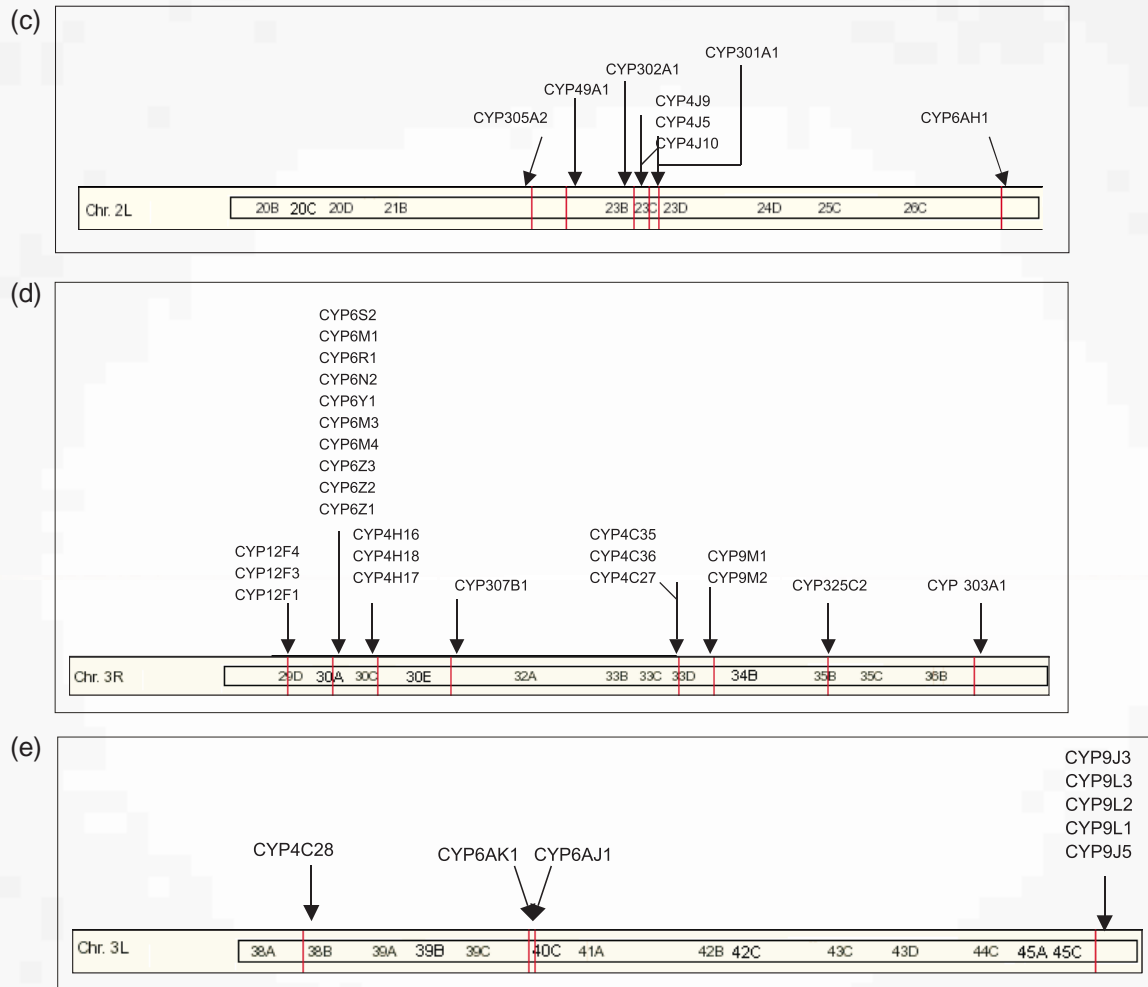 (c)
CYP301A1
CYP302A1
CYP49A1
CYP4J9
CYP305A2
CYP4J5
CYP6AH1
CYP4J10
Chr. 2L 20B 20C 20D 21B 23B 23C 23D 24D 25C 26C
(d)
CYP6S2
CYP6M1
CYP6R1
CYP6N2
CYP6Y1
CYP6M3
CYP6M4
CYP6Z3
CYP6Z2
CYP6Z1
CYP12F4
CYP12F3
CYP12F1
CYP4H16
CYP4H18
CYP4H17
CYP307B1
CYP4C35
CYP4C36
CYP4C27
CYP9M1
CYP9M2
CYP325C2
CYP 303A1
Chr. 3R 29D 30A 30C 30E 32A 33B 33C 33D 34B 35B 35C 36B
(e)
CYP9J3
CYP9L3
CYP9L2
CYP9L1
CYP9J5
CYP4C28
CYP6AK1 CYP6AJ1
Chr. 3L 38A 38B 39A 39B 39C 40C 41A 42B 42C 43C 43D 44C 45A 45C